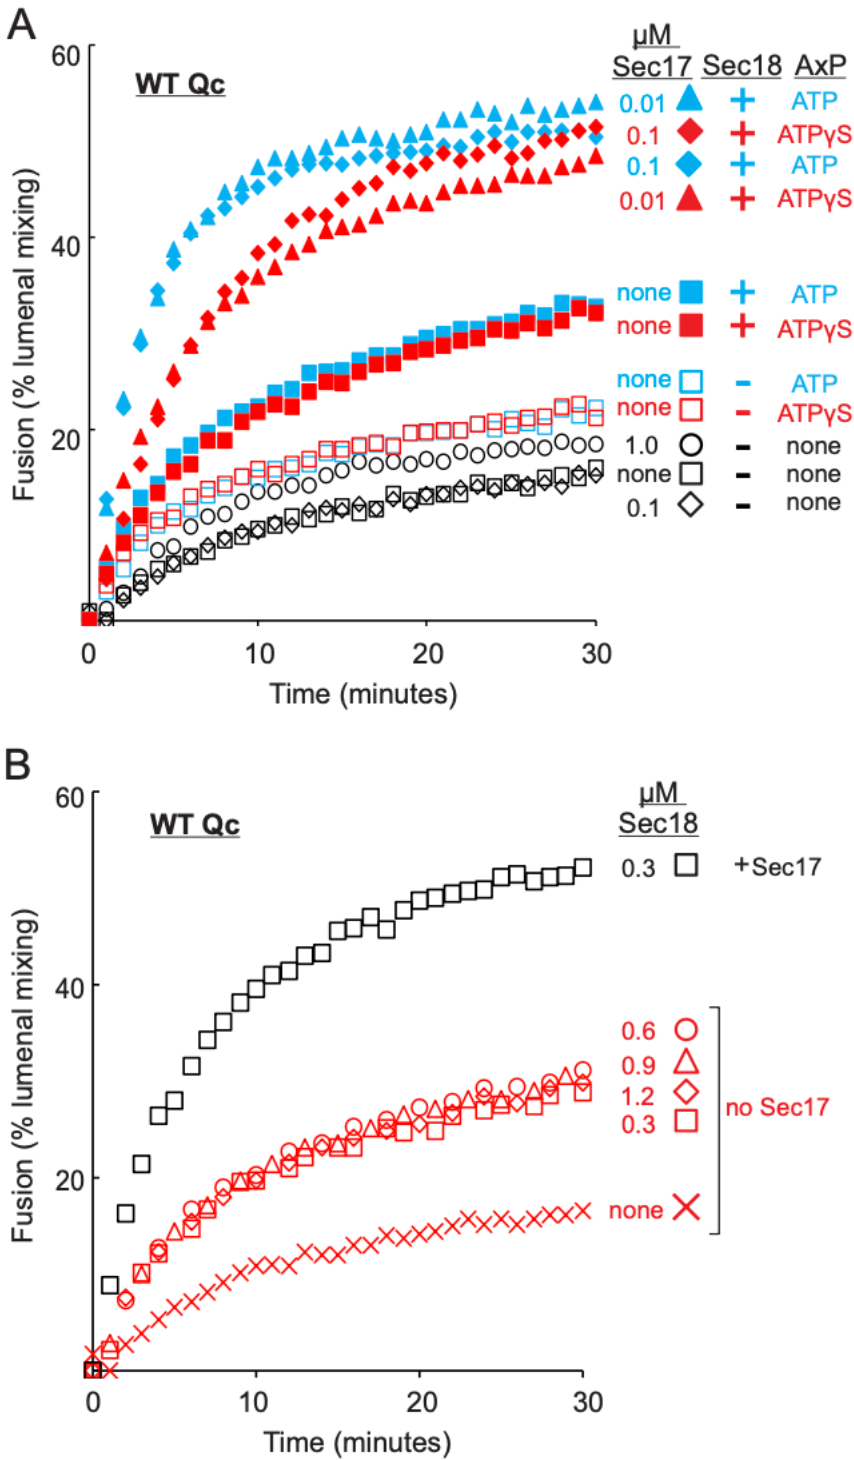 A
60
40
20
0 10 20 30
Fusion (% lumenal mixing)
Time (minutes)
WT Qc
µM
Sec17 Sec18 AxP
0.01 + ATP
0.1 + ATPγS
0.1 + ATP
0.01 + ATPγS
none + ATP
none + ATPγS
none - ATP
none - ATPγS
1.0 - none
none - none
0.1 - none
B
60
40
20
0 10 20 30
Fusion (% lumenal mixing)
Time (minutes)
WT Qc
µM
Sec18
0.3 +Sec17
0.6
0.9
1.2
0.3
none
no Sec17